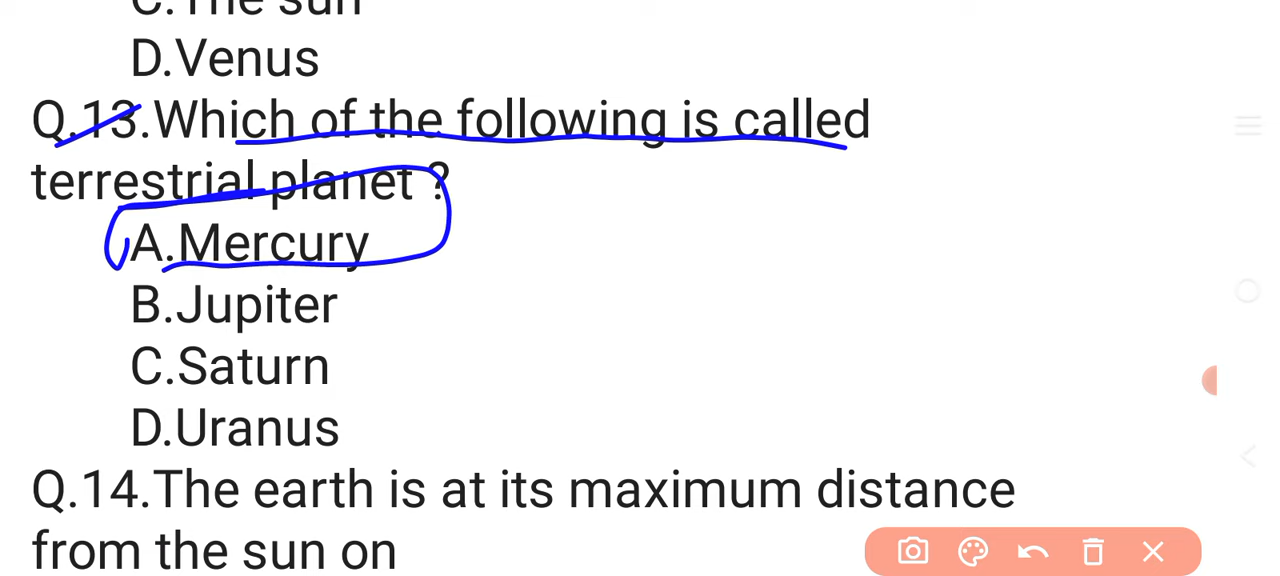 C.The sun
D.Venus
Q.13.Which of the following is called
terrestrial planet ?
A.Mercury
B.Jupiter
C.Saturn
D.Uranus
Q.14.The earth is at its maximum distance
from the sun on